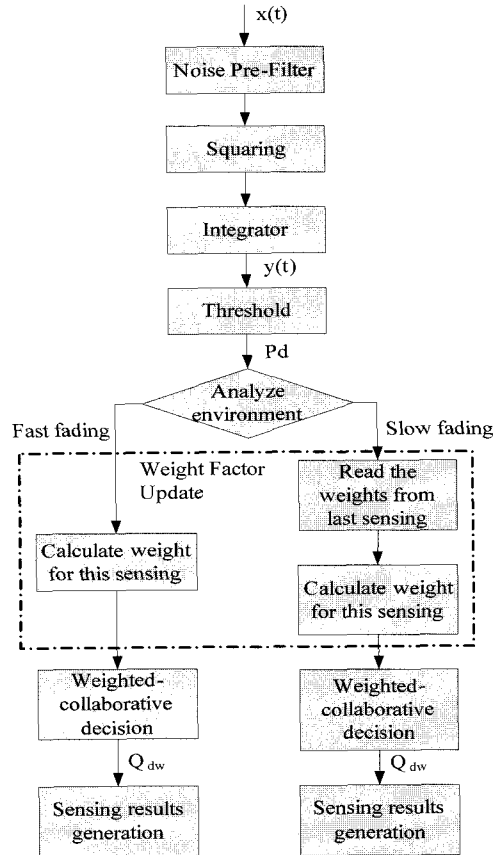 x(t)
Noise Pre-Filter
Squaring
Integrator
y(t)
Threshold
Pd
Analyze
environment
Fast fading
Slow fading
Weight Factor
Update
Read the
weights from
last sensing
Calculate weight
for this sensing
Calculate weight
for this sensing
Weighted-
collaborative
decision
Weighted-
collaborative
decision
Q dw
Q dw
Sensing results
generation
Sensing results
generation